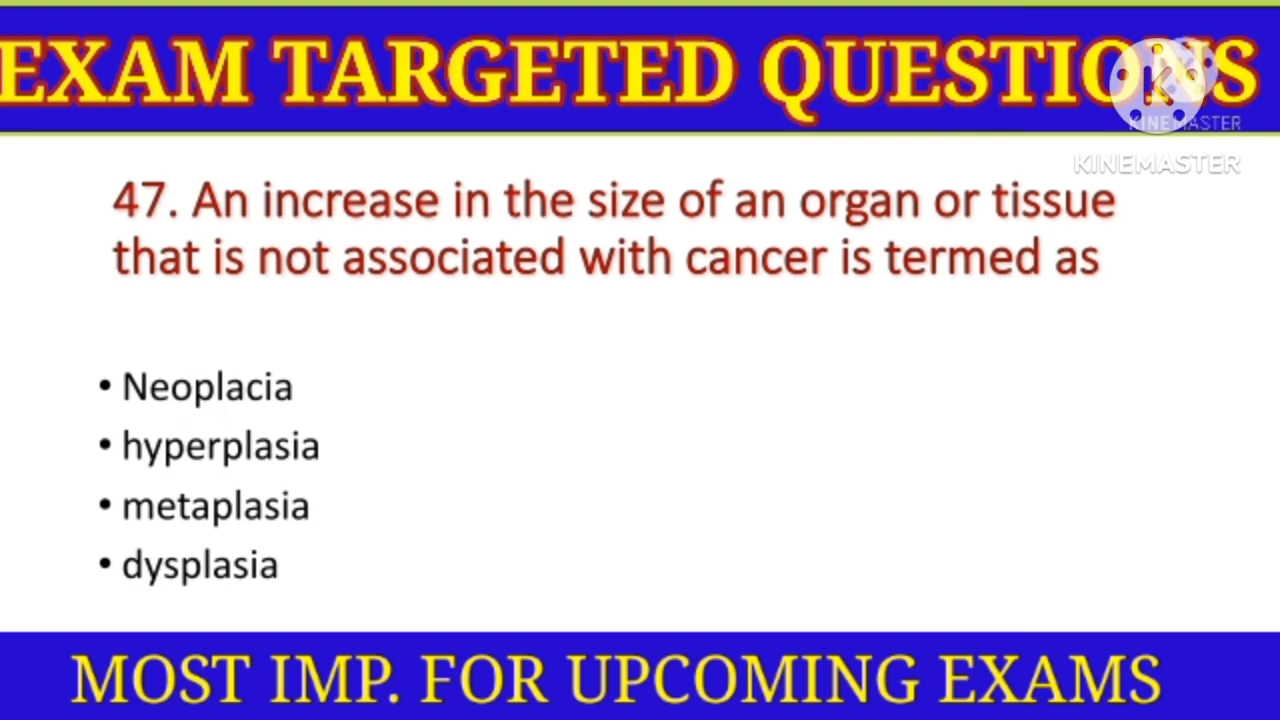 EXAM TARGETED QUESTIONS
KINEMASTER
KINEMASTER
47. An increase in the size of an organ or tissue
that is not associated with cancer is termed as
• Neoplacia
• hyperplasia
• metaplasia
• dysplasia
MOST IMP. FOR UPCOMING EXAMS